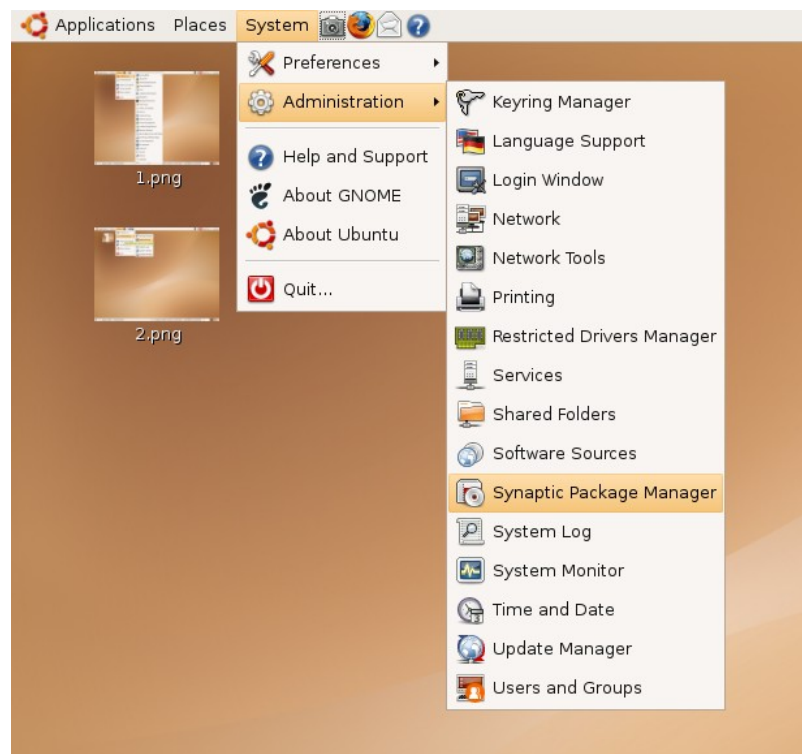 Applications Places System
Preferences
Administration
Help and Support
About GNOME
About Ubuntu
Quit...
Keyring Manager
Language Support
Login Window
Network
Network Tools
Printing
Restricted Drivers Manager
Services
Shared Folders
Software Sources
Synaptic Package Manager
System Log
System Monitor
Time and Date
Update Manager
Users and Groups
1.png
2.png